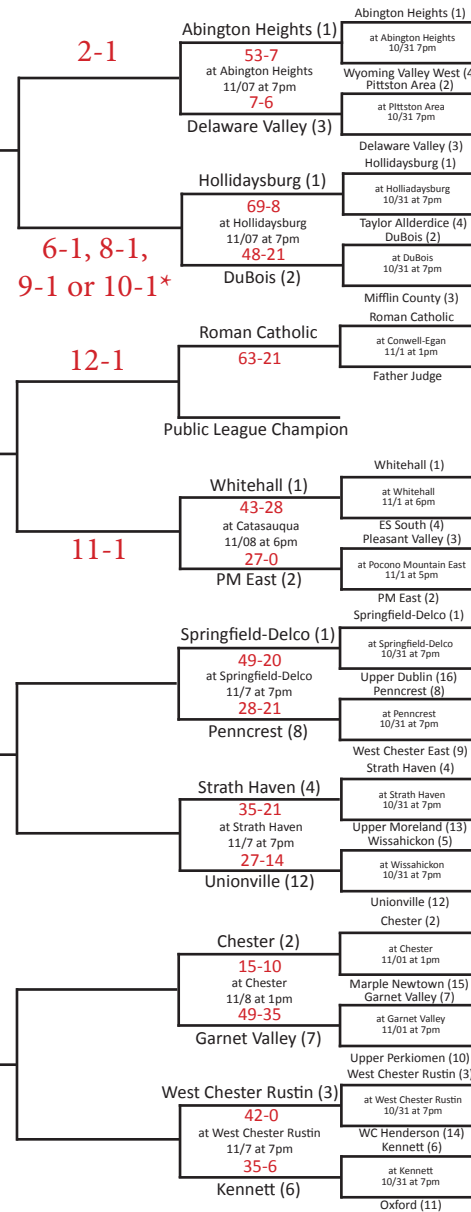 Abington Heights (1)
2-1
Abington Heights (1)
53-7
at Abington Heights
11/07 at 7pm
7-6
Delaware Valley (3)
at Abington Heights
10/31 7pm
Wyoming Valley West (4
Pittston Area (2)
at PIttston Area
10/31 7pm
Delaware Valley (3)
Hollidaysburg (1)
Hollidaysburg (1)
69-8
at Hollidaysburg
11/07 at 7pm
48-21
DuBois (2)
at Holliadaysburg
10/31 at 7pm
Taylor Allderdice (4)
DuBois (2)
at DuBois
10/31 at 7pm
Mifflin County (3)
6-1, 8-1,
9-1 or 10-1*
Roman Catholic
Roman Catholic
63-21
at Conwell-Egan
11/1 at 1pm
Father Judge
12-1
Public League Champion
Whitehall (1)
Whitehall (1)
43-28
at Catasauqua
11/08 at 6pm
27-0
PM East (2)
at Whitehall
11/1 at 6pm
ES South (4)
Pleasant Valley (3)
at Pocono Mountain East
11/1 at 5pm
PM East (2)
11-1
Springfield-Delco (1)
Springfield-Delco (1)
49-20
at Springfield-Delco
11/7 at 7pm
28-21
Penncrest (8)
at Springfield-Delco
10/31 at 7pm
Upper Dublin (16)
Penncrest (8)
at Penncrest
10/31 at 7pm
West Chester East (9)
Strath Haven (4)
Strath Haven (4)
35-21
at Strath Haven
11/7 at 7pm
27-14
Unionville (12)
at Strath Haven
10/31 at 7pm
Upper Moreland (13)
Wissahickon (5)
at Wissahickon
10/31 at 7pm
Unionville (12)
Chester (2)
Chester (2)
15-10
at Chester
11/8 at 1pm
49-35
Garnet Valley (7)
at Chester
11/01 at 1pm
Marple Newtown (15)
Garnet Valley (7)
at Garnet Valley
11/01 at 7pm
Upper Perkiomen (10)
West Chester Rustin (3)
West Chester Rustin (3)
42-0
at West Chester Rustin
11/7 at 7pm
35-6
Kennett (6)
at West Chester Rustin
10/31 at 7pm
WC Henderson (14)
Kennett (6)
at Kennett
10/31 at 7pm
Oxford (11)